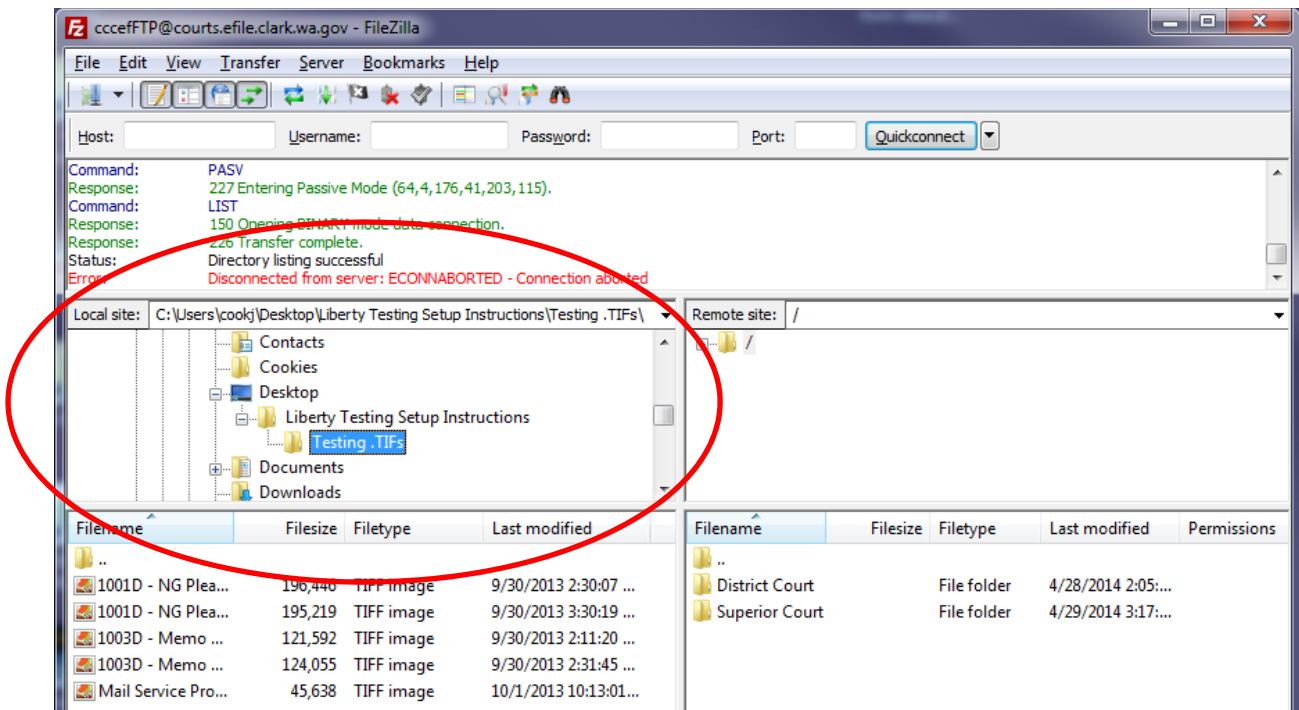 cccefFTP@courts.efile.clark.wa.gov - FileZilla
File Edit View Transfer Server Bookmarks Help
Host: Username: Password: Port: Quickconnect
Command: PASV
Response: 227 Entering Passive Mode (64,4,176,41,203,115).
Command: LIST
Response: 150 Opening BINARY mode data connection.
Response: 226 Transfer complete.
Status: Directory listing successful
Error: Disconnected from server: ECONNABORTED - Connection aborted
Local site: C:\Users\cookj\Desktop\Liberty Testing Setup Instructions\Testing .TIFs\ Remote site: /
Contacts /
Cookies
Desktop
Liberty Testing Setup Instructions
Testing .TIFs
Documents
Downloads
Filename Filesize Filetype Last modified Filename Filesize Filetype Last modified Permissions
.. ..
1001D - NG Plea... 196,446 TIFF image 9/30/2013 2:30:07 ... District Court File folder 4/28/2014 2:05:...
1001D - NG Plea... 195,219 TIFF image 9/30/2013 3:30:19 ... Superior Court File folder 4/29/2014 3:17:...
1003D - Memo ... 121,592 TIFF image 9/30/2013 2:11:20 ...
1003D - Memo ... 124,055 TIFF image 9/30/2013 2:31:45 ...
Mail Service Pro... 45,638 TIFF image 10/1/2013 10:13:01...